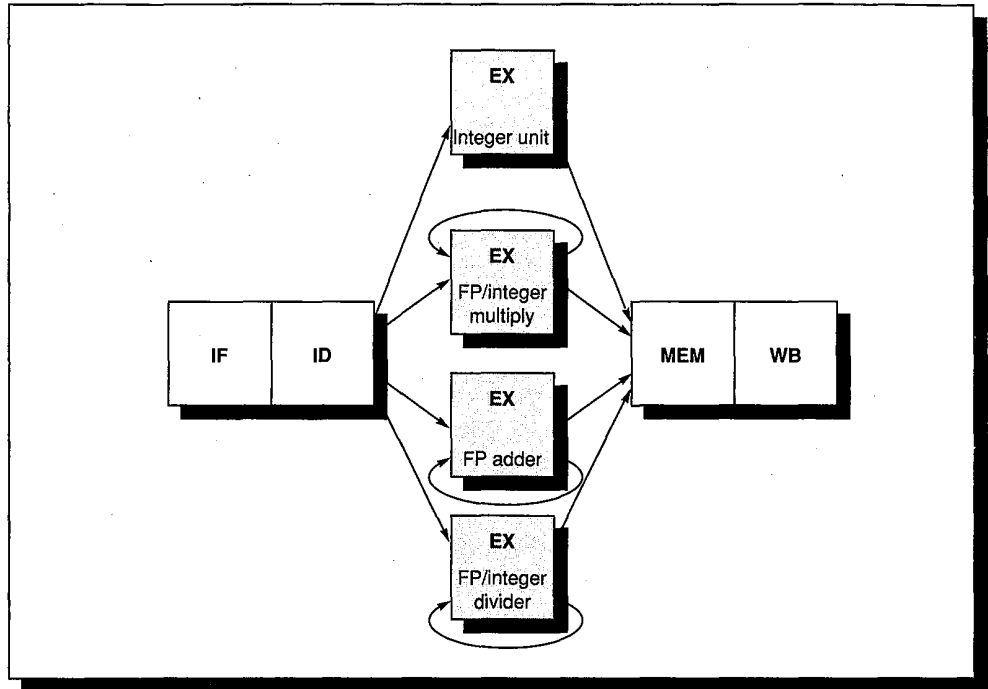 EX
Integer unit
EX
FP/integer
multiply
IF
ID
MEM
WB
EX
FP adder
EX
FP/integer
divider